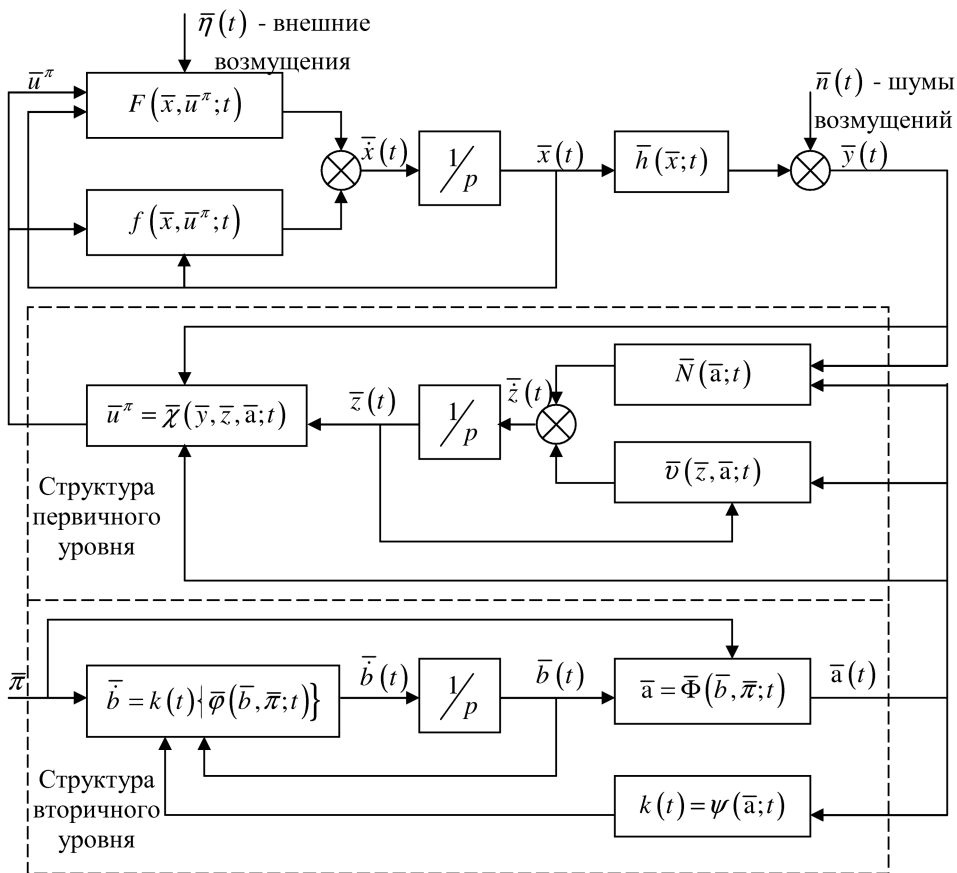 η̅(t) - внешние
возмущения
u̅^π
F(x̅,u̅^π;t)
n̅(t) - шумы
возмущений
ẋ̅(t)
1/p
x̅(t)
h̅(x̅;t)
y̅(t)
f(x̅,u̅^π;t)
N̅(a̅;t)
u̅^π = χ̅(y̅,z̅,a̅;t)
z̅(t)
1/p
ż̅(t)
υ̅(z̅,a̅;t)
Структура
первичного
уровня
π̅
ḃ̅ = k(t){φ̅(b̅,π̅;t)}
ḃ̅(t)
1/p
b̅(t)
a̅ = Φ̅(b̅,π̅;t)
a̅(t)
Структура
вторичного
уровня
k(t) = ψ(a̅;t)